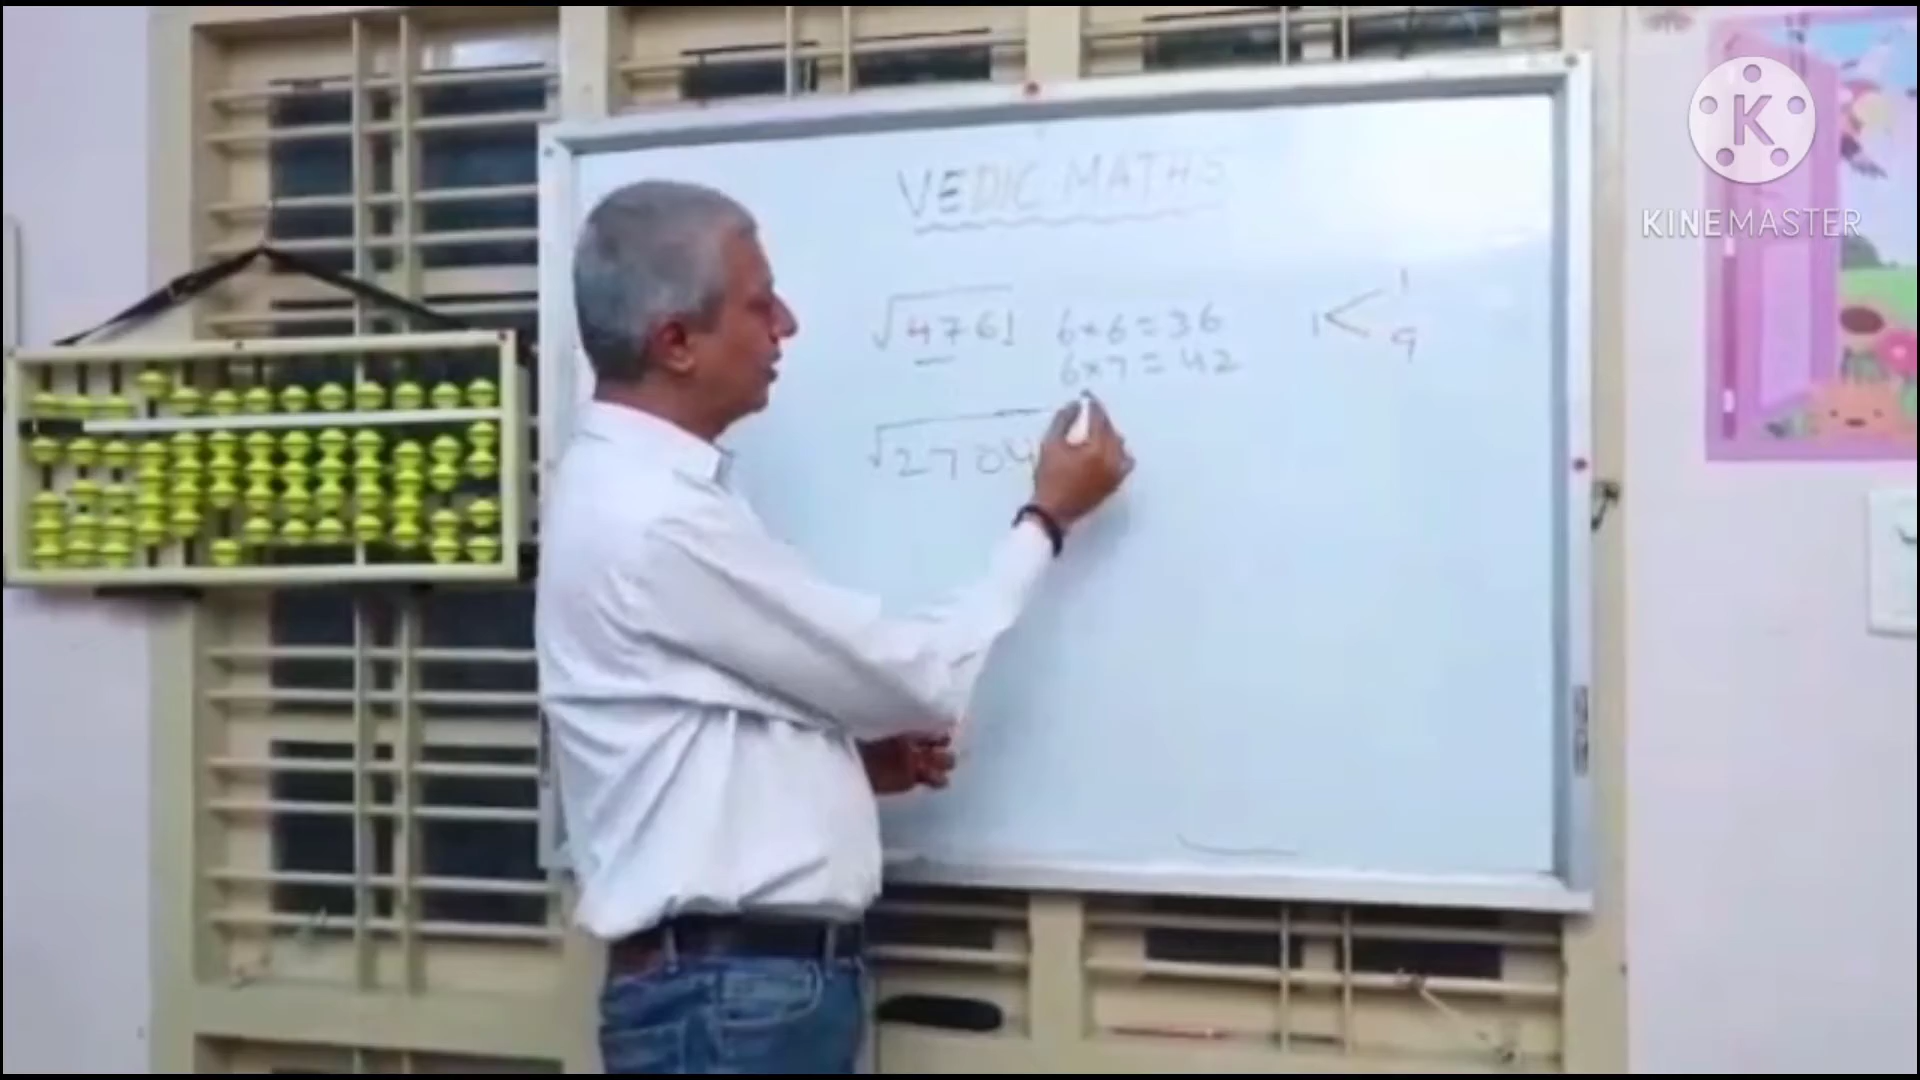 VEDIC MATHS
√4761 6×6=36 1< 1
9
6×7=42
√2704
K
KINEMASTER